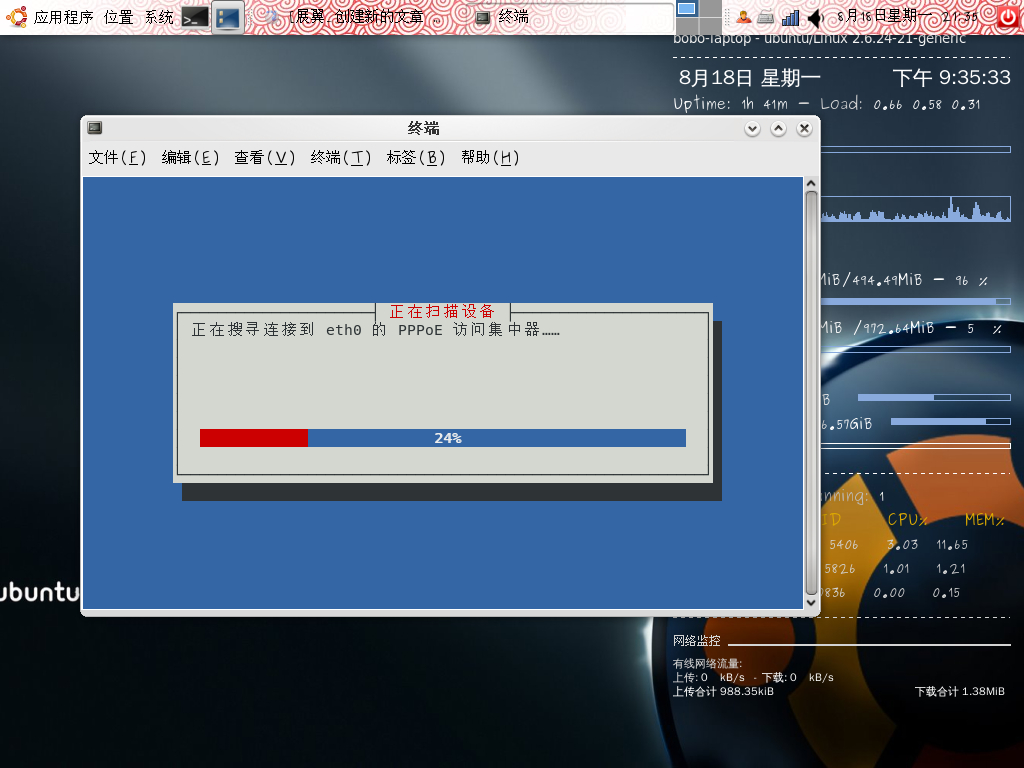 应用程序 位置 系统 [展翼..创建新的文章 ... 终端 8月18日星期一 21:35
bobo-laptop - ubuntu/Linux 2.6.24-21-generic
8月18日 星期一 下午 9:35:33
Uptime: 1h 41m - Load: 0.66 0.58 0.31
终端
文件(F) 编辑(E) 查看(V) 终端(T) 标签(B) 帮助(H)
MiB/494.49MiB - 96 %
正在扫描设备
正在搜寻连接到 eth0 的 PPPoE 访问集中器……
MiB /972.64MiB - 5 %
B
6.57GiB
24%
nning: 1
ID CPU% MEM%
5406 3.03 11.65
5826 1.01 1.21
9836 0.00 0.15
ubuntu
网络监控
有线网络流量:
上传: 0 kB/s - 下载: 0 kB/s
上传合计 988.35kiB 下载合计 1.38MiB